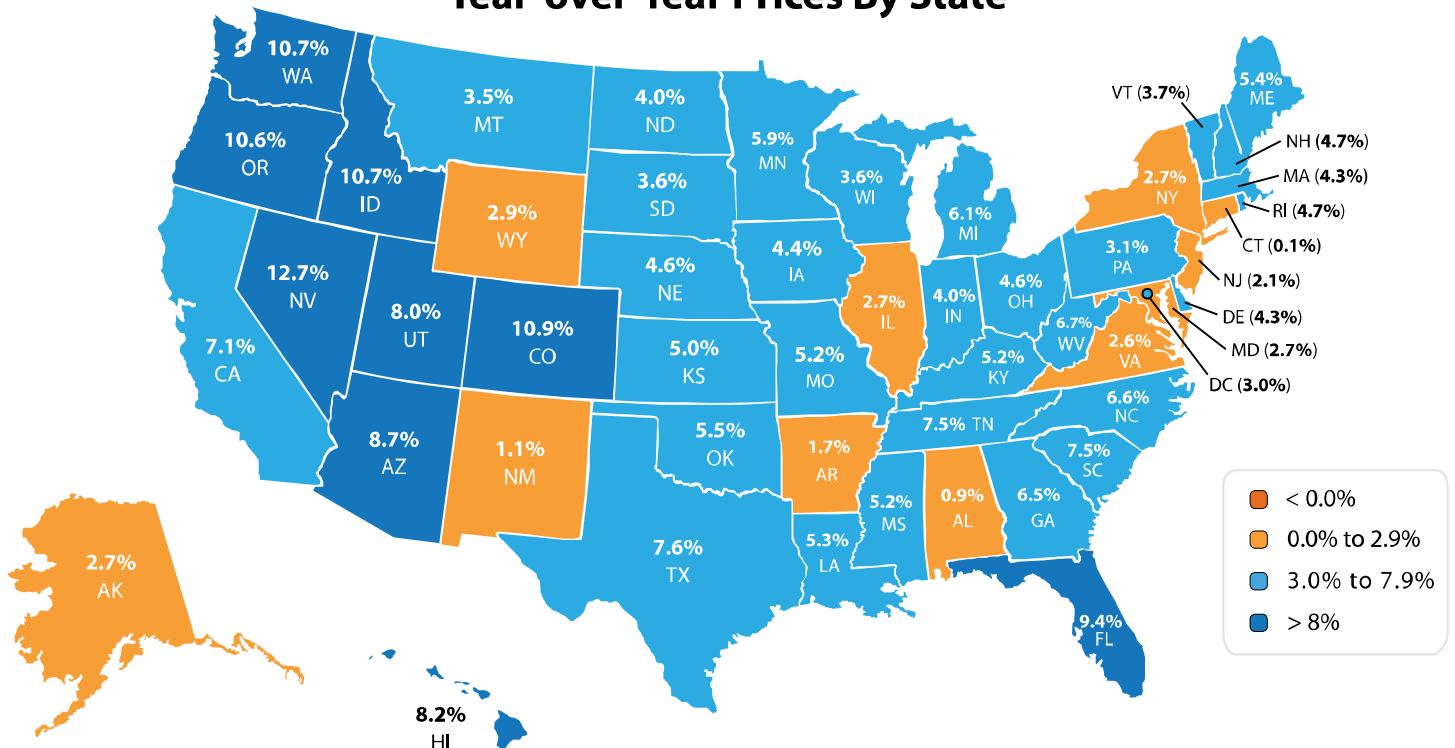 Year-over-Year Prices By State
10.7%
WA
10.6%
OR
10.7%
ID
3.5%
MT
4.0%
ND
5.9%
MN
3.6%
WI
6.1%
MI
5.4%
ME
VT (3.7%)
NH (4.7%)
MA (4.3%)
RI (4.7%)
CT (0.1%)
NJ (2.1%)
DE (4.3%)
MD (2.7%)
DC (3.0%)
2.7%
NY
3.1%
PA
2.9%
WY
3.6%
SD
4.4%
IA
4.6%
NE
12.7%
NV
8.0%
UT
10.9%
CO
5.0%
KS
5.2%
MO
2.7%
IL
4.0%
IN
4.6%
OH
6.7%
WV
2.6%
VA
5.2%
KY
7.1%
CA
8.7%
AZ
1.1%
NM
5.5%
OK
1.7%
AR
7.5% TN
6.6%
NC
7.5%
SC
5.2%
MS
0.9%
AL
6.5%
GA
7.6%
TX
5.3%
LA
9.4%
FL
2.7%
AK
8.2%
HI
< 0.0%
0.0% to 2.9%
3.0% to 7.9%
> 8%